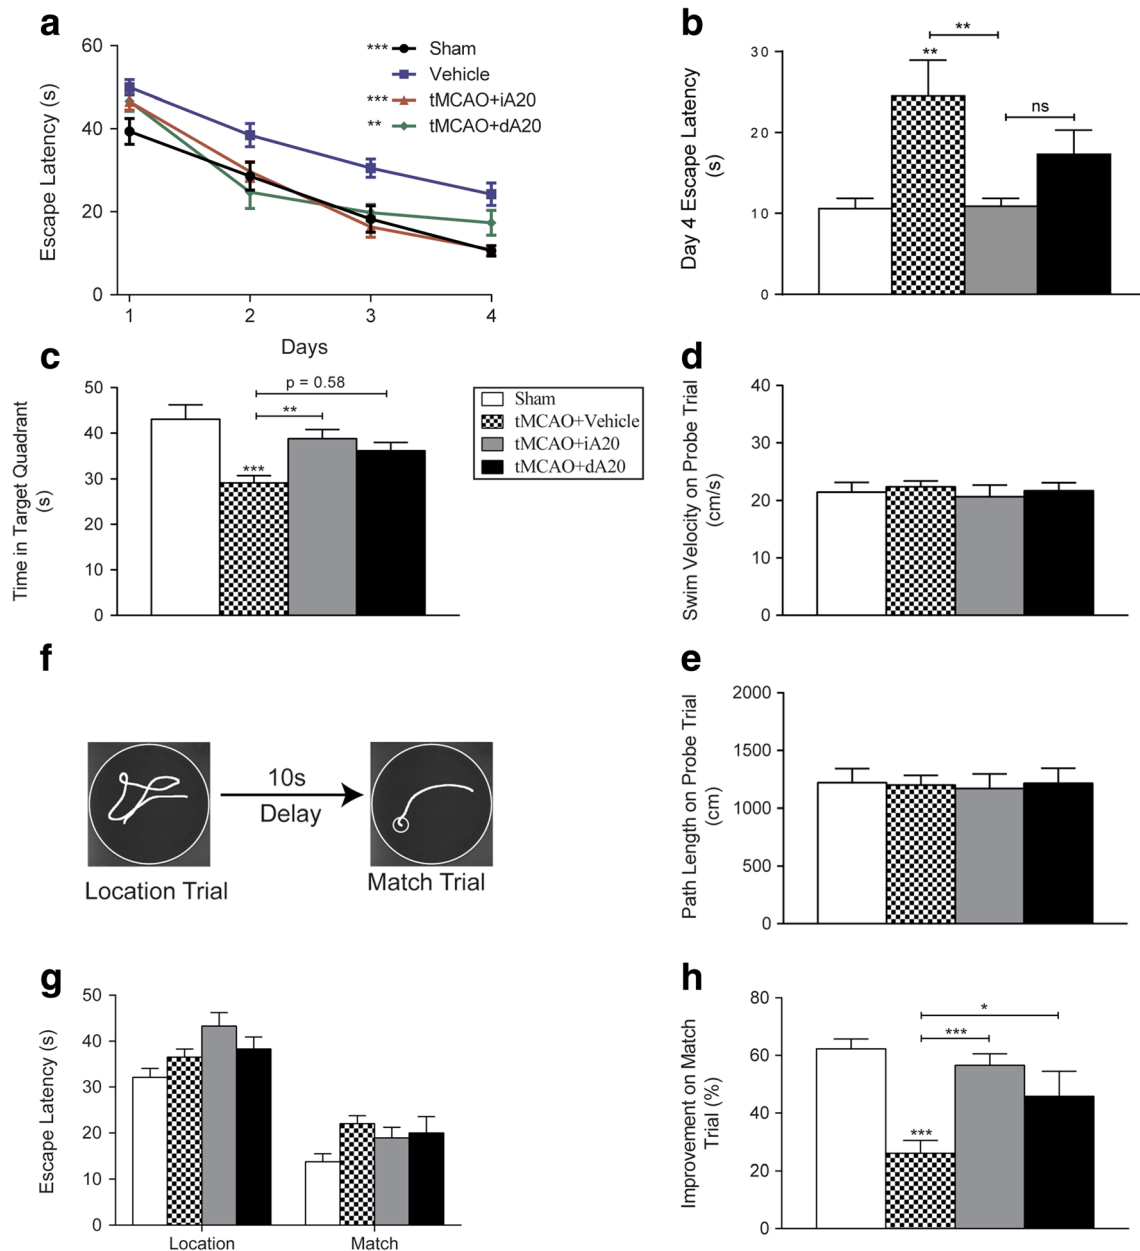 a
60
40
20
0
Escape Latency (s)
*** Sham
Vehicle
*** tMCAO+iA20
** tMCAO+dA20
1 2 3 4
Days
b
30
20
10
0
Day 4 Escape Latency
(s)
**
**
ns
c
50
40
30
20
10
0
Time in Target Quadrant
(s)
p = 0.58
**
***
Sham
tMCAO+Vehicle
tMCAO+iA20
tMCAO+dA20
d
40
30
20
10
0
Swim Velocity on Probe Trial
(cm/s)
f
10s
Delay
Location Trial
Match Trial
e
2000
1500
1000
500
0
Path Length on Probe Trial
(cm)
g
50
40
30
20
10
0
Escape Latency (s)
Location Match
h
80
60
40
20
0
Improvement on Match
Trial (%)
*
***
***